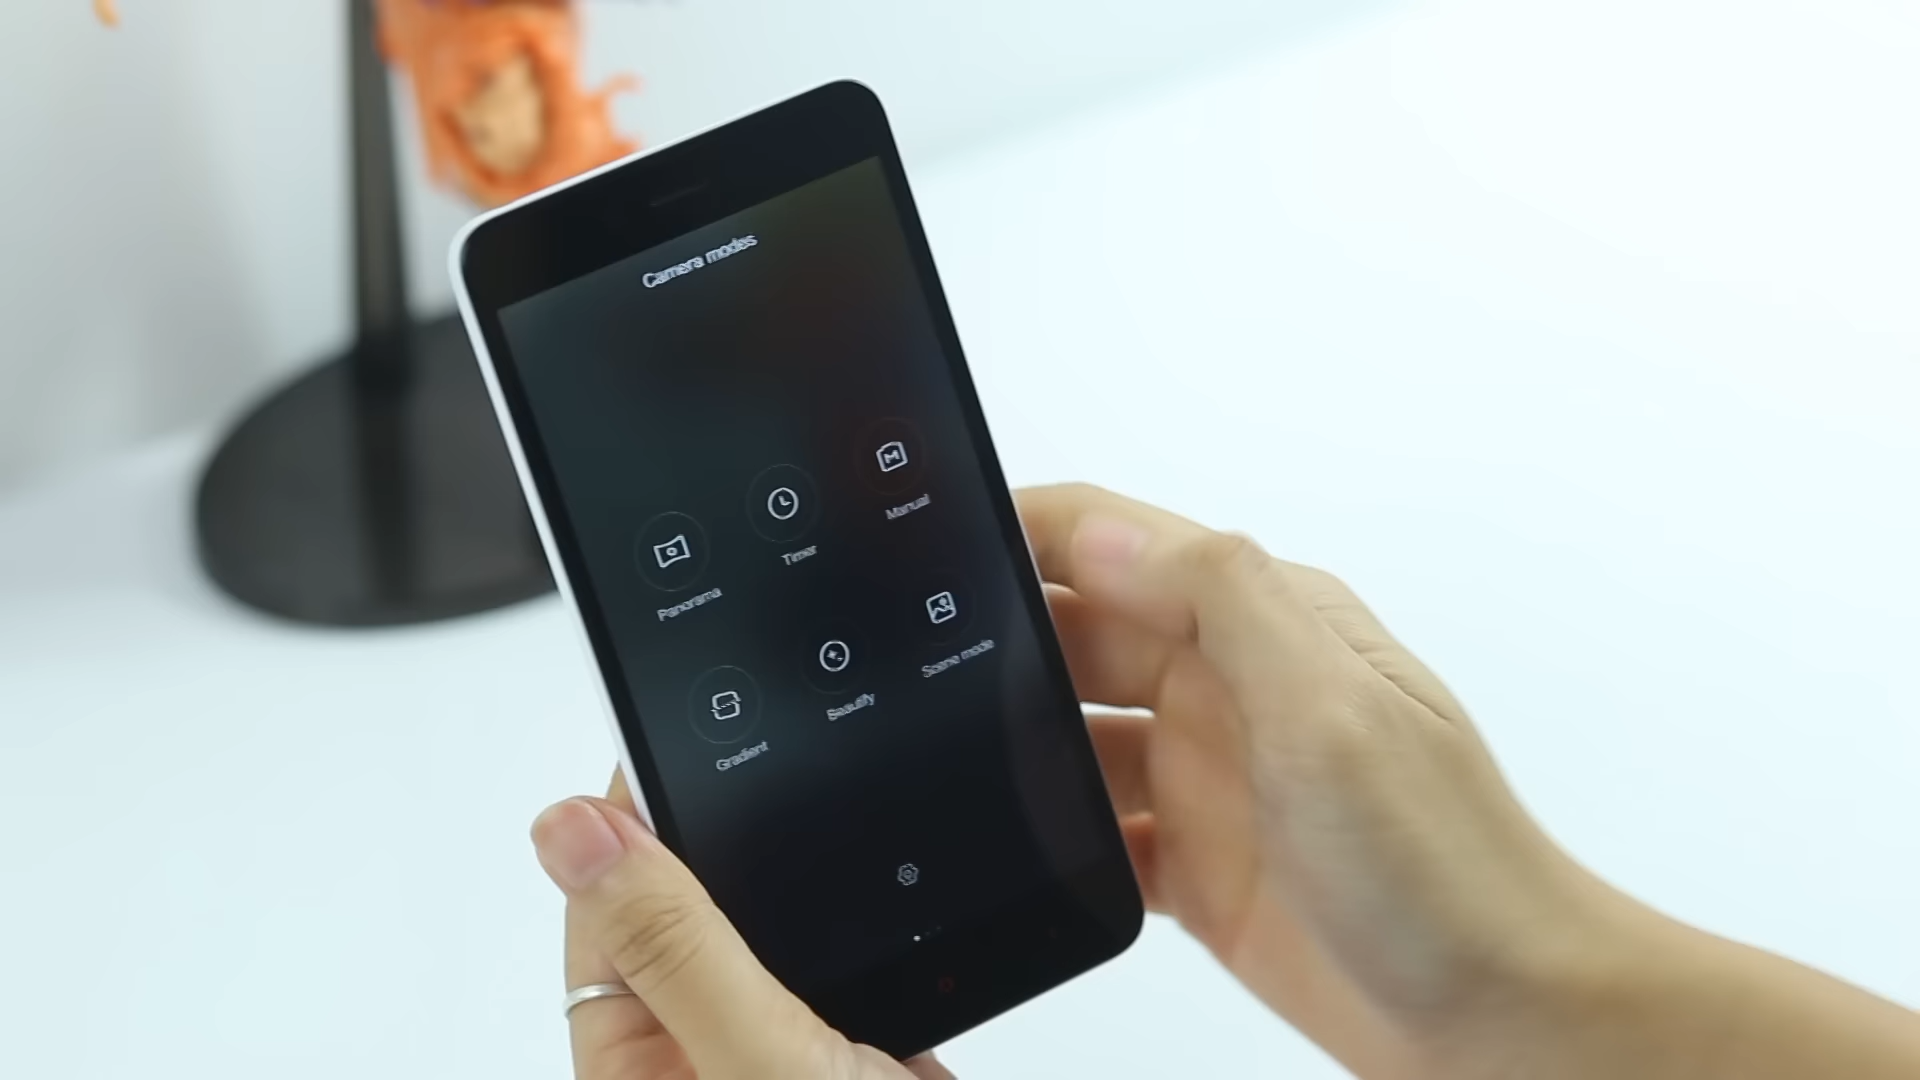 Camera modes
Panorama
Timer
Manual
Gradient
Beautify
Scene mode